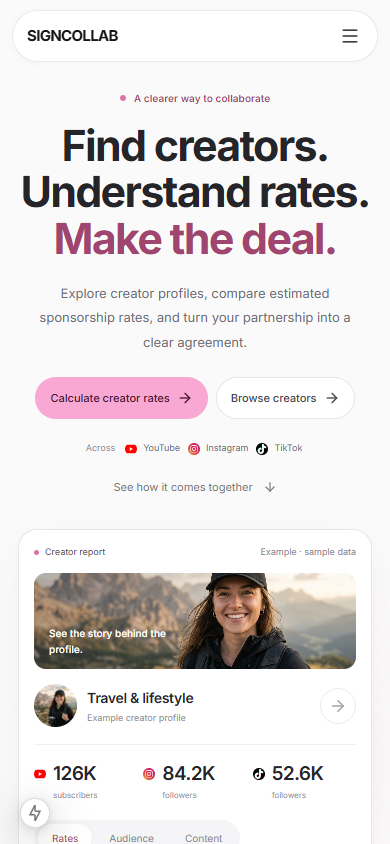 SIGNCOLLAB
A clearer way to collaborate
Find creators.
Understand rates.
Make the deal.
Explore creator profiles, compare estimated
sponsorship rates, and turn your partnership into a
clear agreement.
Calculate creator rates
Browse creators
Across YouTube Instagram TikTok
See how it comes together
Creator report
Example · sample data
See the story behind the
profile.
Travel & lifestyle
Example creator profile
126K 84.2K 52.6K
subscribers followers followers
Rates Audience Content